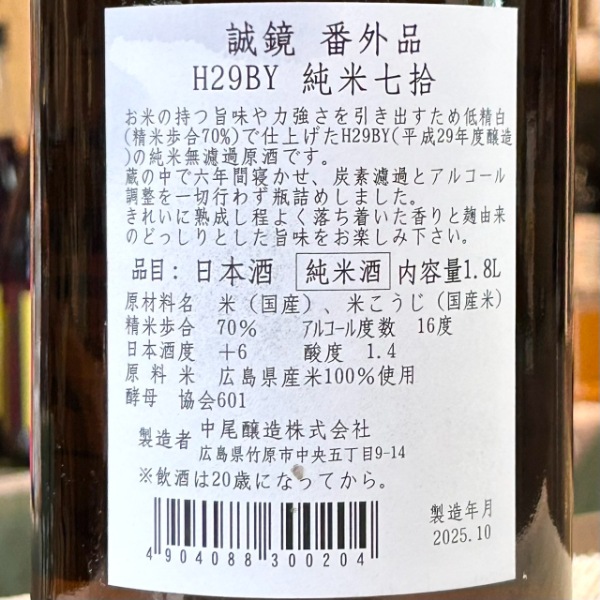 誠鏡 番外品
H29BY 純米七拾
お米の持つ旨味や力強さを引き出すため低精白
(精米歩合70%)で仕上げたH29BY(平成29年度醸造
)の純米無濾過原酒です。
蔵の中で六年間寝かせ、炭素濾過とアルコール
調整を一切行わず瓶詰めしました。
きれいに熟成し程よく落ち着いた香りと麹由来
のどっしりとした旨味をお楽しみ下さい。
品目：日本酒 純米酒 内容量1.8L
原材料名 米（国産）、米こうじ（国産米）
精米歩合 70% ｱﾙｺｰﾙ度数 16度
日本酒度 +6 酸度 1.4
原料米 広島県産米100%使用
酵母 協会601
製造者 中尾醸造株式会社
広島県竹原市中央五丁目9-14
※飲酒は20歳になってから。
製造年月
2025.10
4904088300204